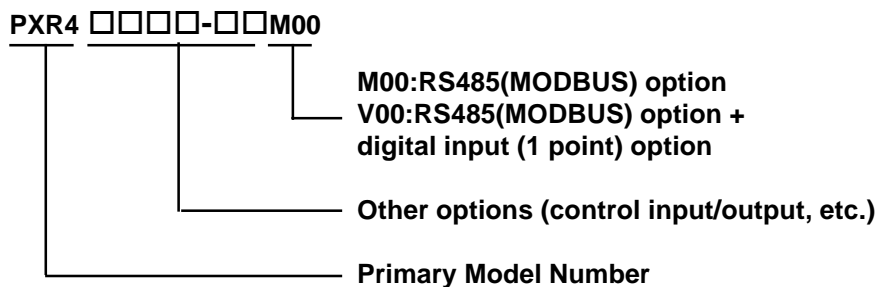 PXR4 □□□□-□□M00
M00:RS485(MODBUS) option
V00:RS485(MODBUS) option +
digital input (1 point) option
Other options (control input/output, etc.)
Primary Model Number